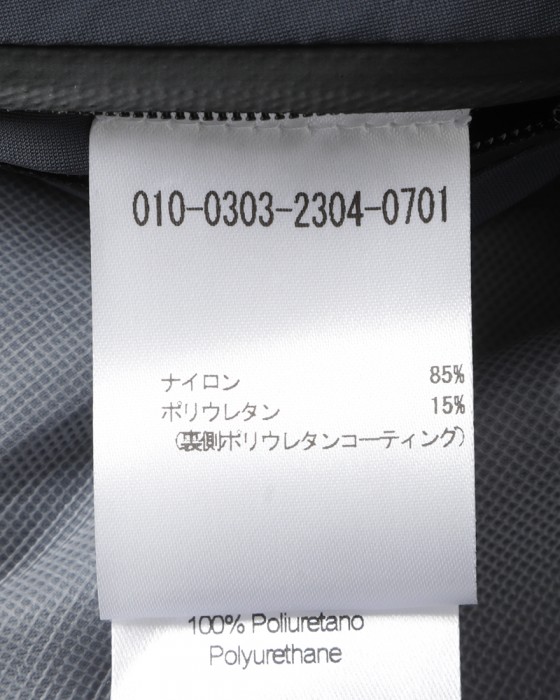 010-0303-2304-0701
ナイロン 85%
ポリウレタン 15%
(裏側ポリウレタンコーティング)
100% Poliuretano
Polyurethane